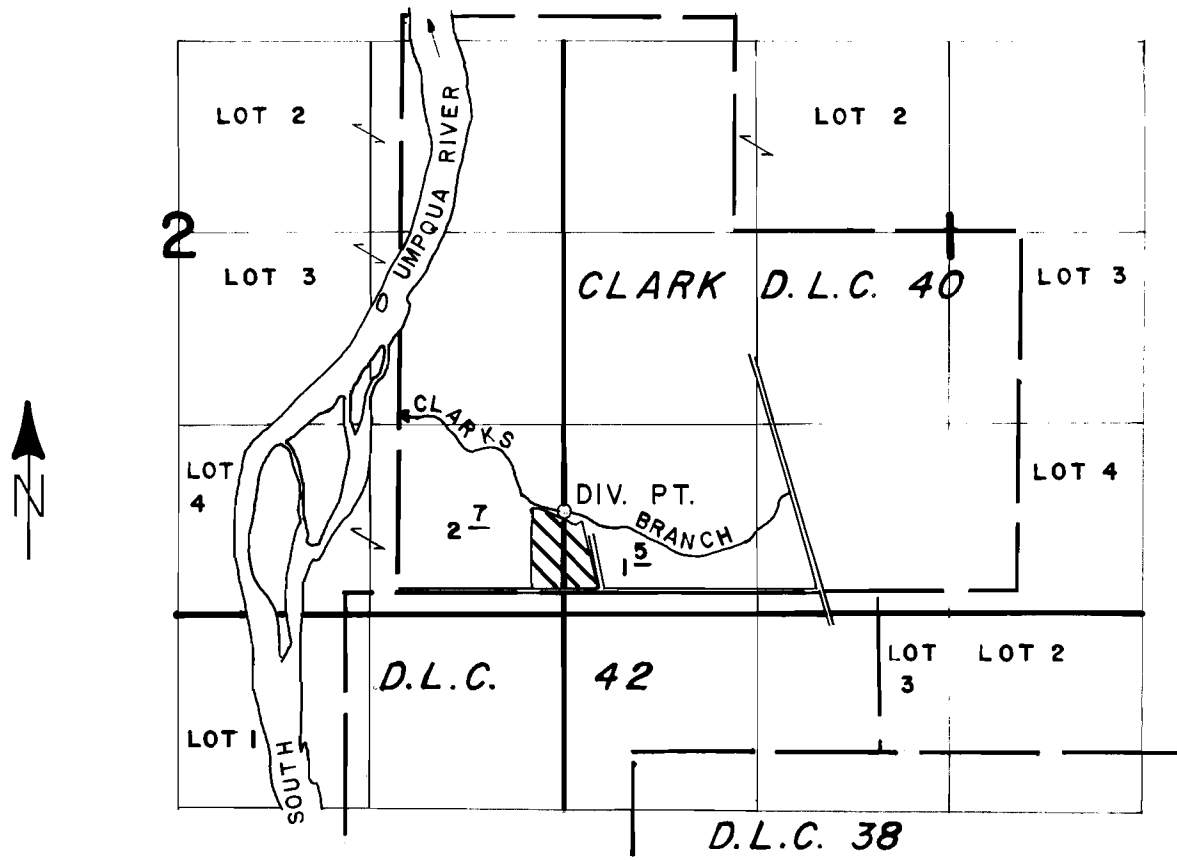 LOT 2
LOT 2
UMPQUA RIVER
2
LOT 3
CLARK D.L.C. 40
LOT 3
CLARKS
BRANCH
N
LOT
4
LOT 4
DIV. PT.
2 7
1 5
D.L.C. 42
LOT
3
LOT 2
LOT 1
SOUTH
D.L.C. 38